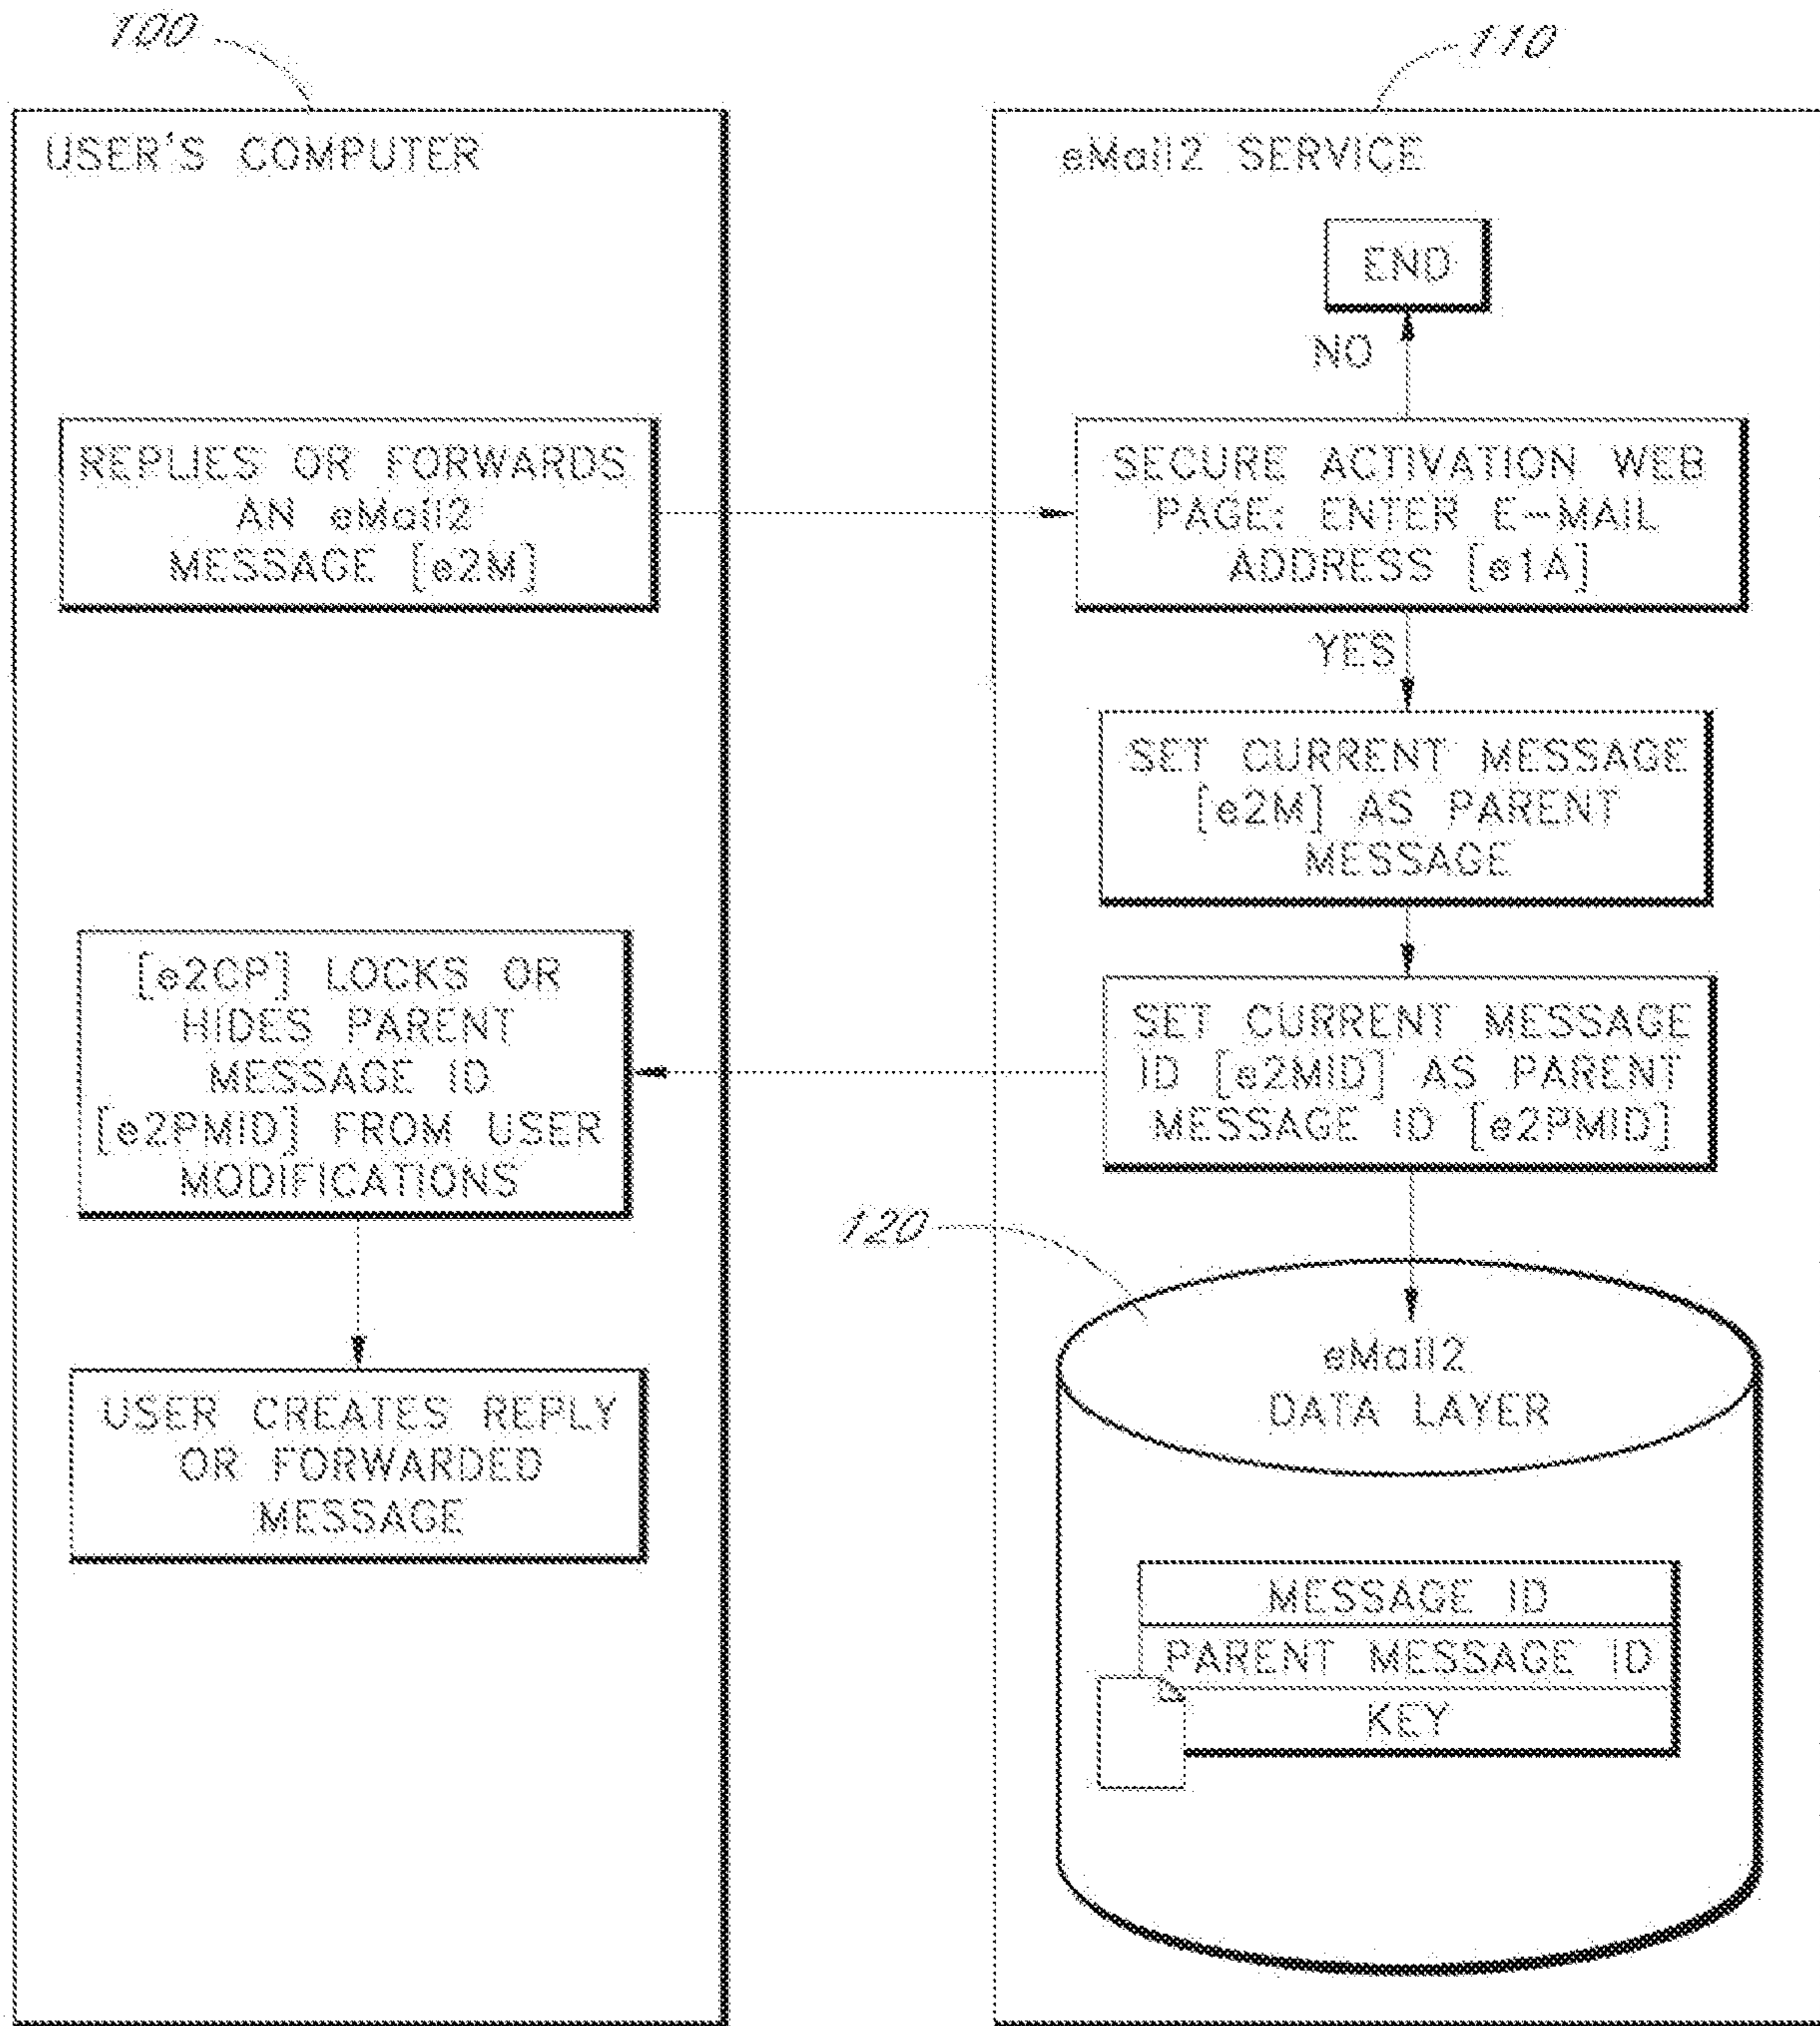 100
110
USER'S COMPUTER
eMail2 SERVICE
END
NO
REPLIES OR FORWARDS
AN eMail2
MESSAGE [e2M]
SECURE ACTIVATION WEB
PAGE: ENTER E-MAIL
ADDRESS [e1A]
YES
SET CURRENT MESSAGE
[e2M] AS PARENT
MESSAGE
[e2CP] LOCKS OR
HIDES PARENT
MESSAGE ID
[e2PMID] FROM USER
MODIFICATIONS
SET CURRENT MESSAGE
ID [e2MID] AS PARENT
MESSAGE ID [e2PMID]
120
USER CREATES REPLY
OR FORWARDED
MESSAGE
eMail2
DATA LAYER
MESSAGE ID
PARENT MESSAGE ID
KEY